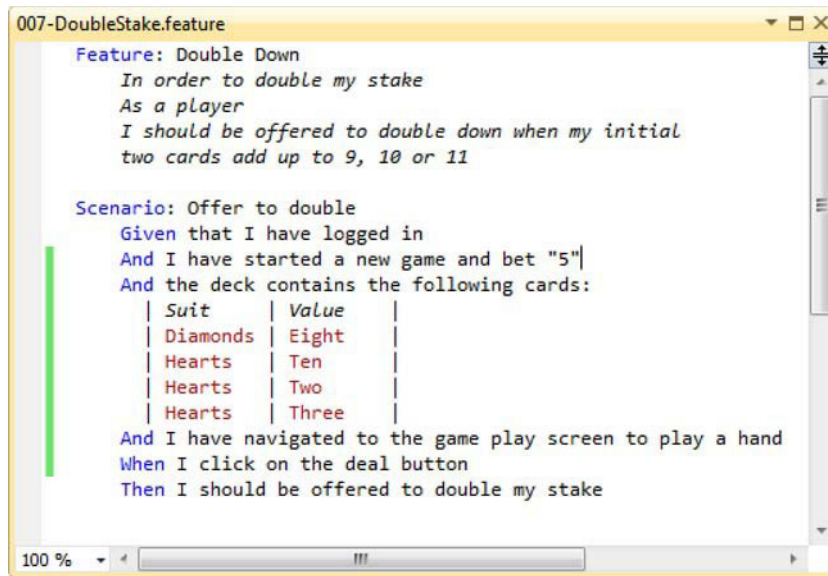 007-DoubleStake.feature
Feature: Double Down
In order to double my stake
As a player
I should be offered to double down when my initial
two cards add up to 9, 10 or 11
Scenario: Offer to double
Given that I have logged in
And I have started a new game and bet "5"
And the deck contains the following cards:
| Suit | Value |
| Diamonds | Eight |
| Hearts | Ten |
| Hearts | Two |
| Hearts | Three |
And I have navigated to the game play screen to play a hand
When I click on the deal button
Then I should be offered to double my stake
100 %